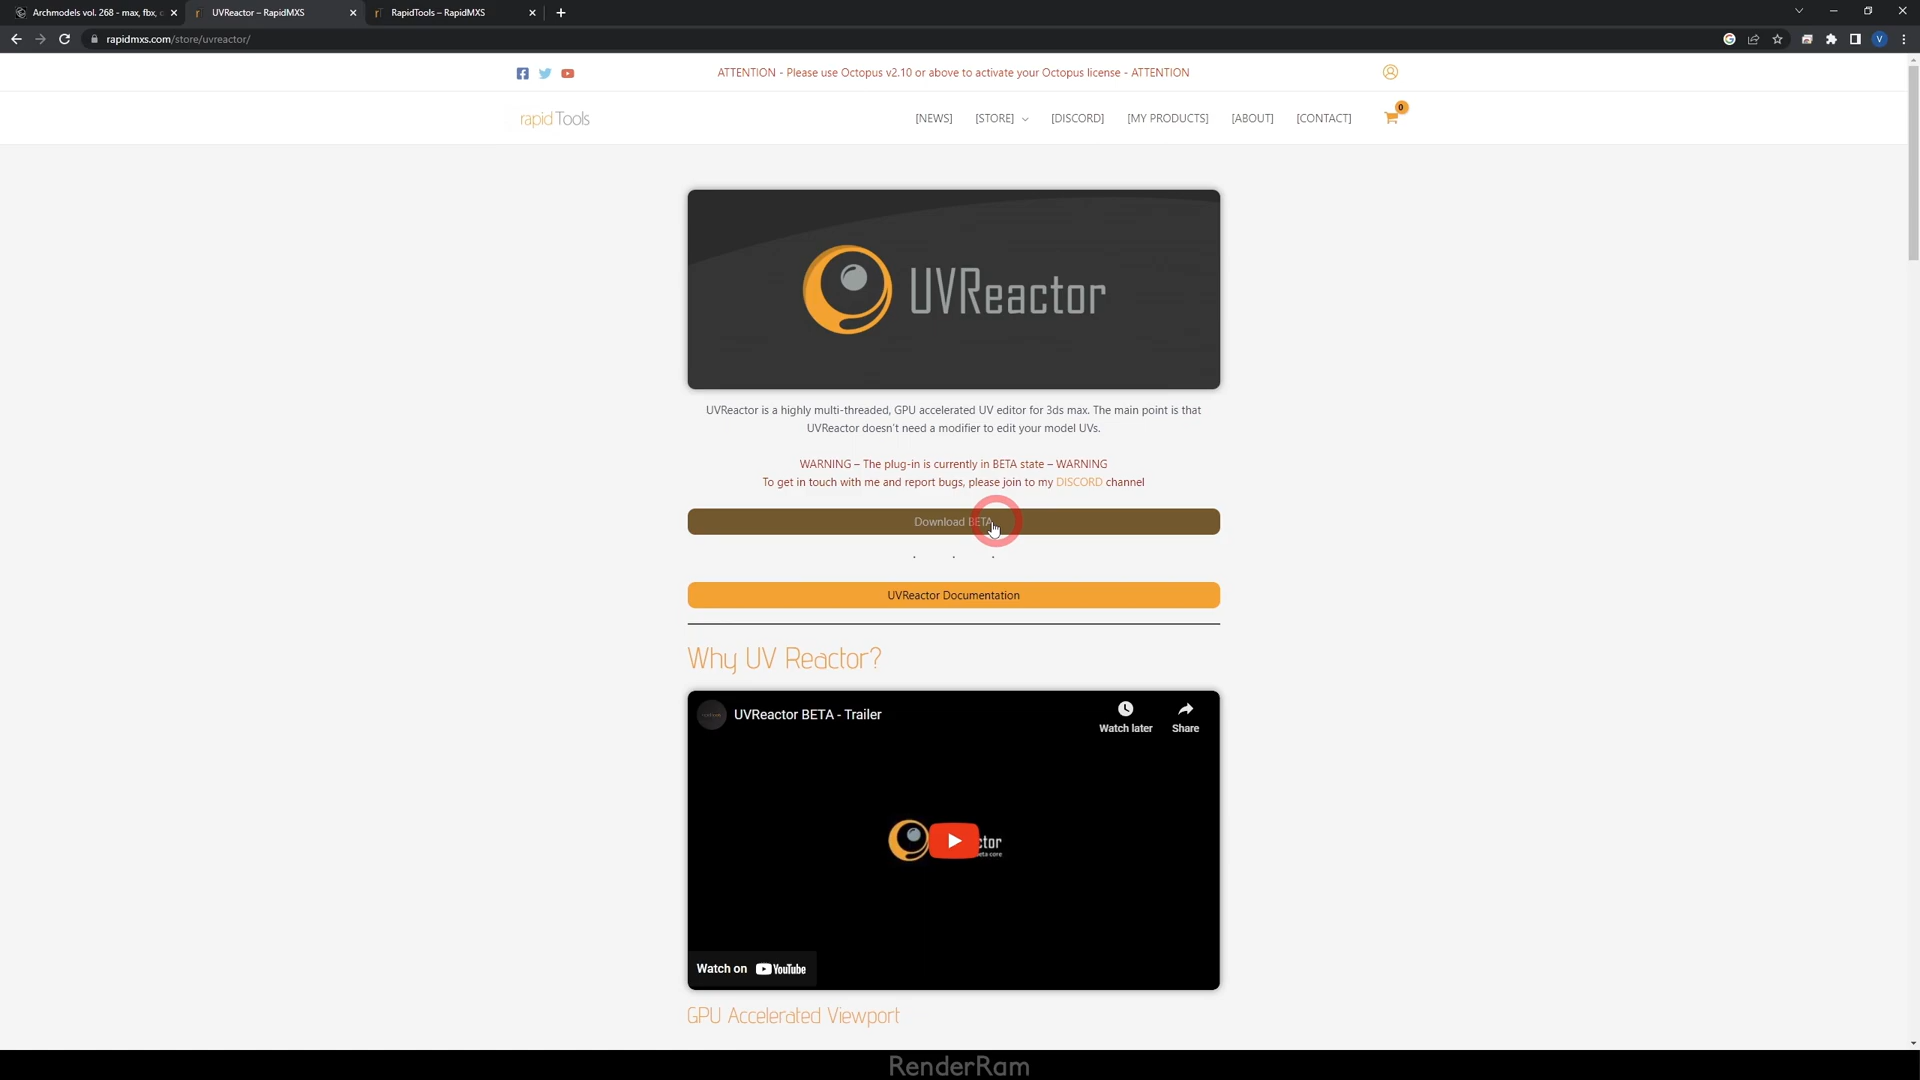 Archmodels vol. 268 - max, fbx, c
UVReactor – RapidMXS
RapidTools – RapidMXS
rapidmxs.com/store/uvreactor/
V
ATTENTION - Please use Octopus v2.10 or above to activate your Octopus license - ATTENTION
rapid Tools
[NEWS]
[STORE]
[DISCORD]
[MY PRODUCTS]
[ABOUT]
[CONTACT]
0
UVReactor
UVReactor is a highly multi-threaded, GPU accelerated UV editor for 3ds max. The main point is that
UVReactor doesn't need a modifier to edit your model UVs.
WARNING – The plug-in is currently in BETA state – WARNING
To get in touch with me and report bugs, please join to my DISCORD channel
Download BETA
. . .
UVReactor Documentation
Why UV Reactor?
UVReactor BETA - Trailer
Watch later
Share
ctor
beta core
Watch on YouTube
GPU Accelerated Viewport
RenderRam